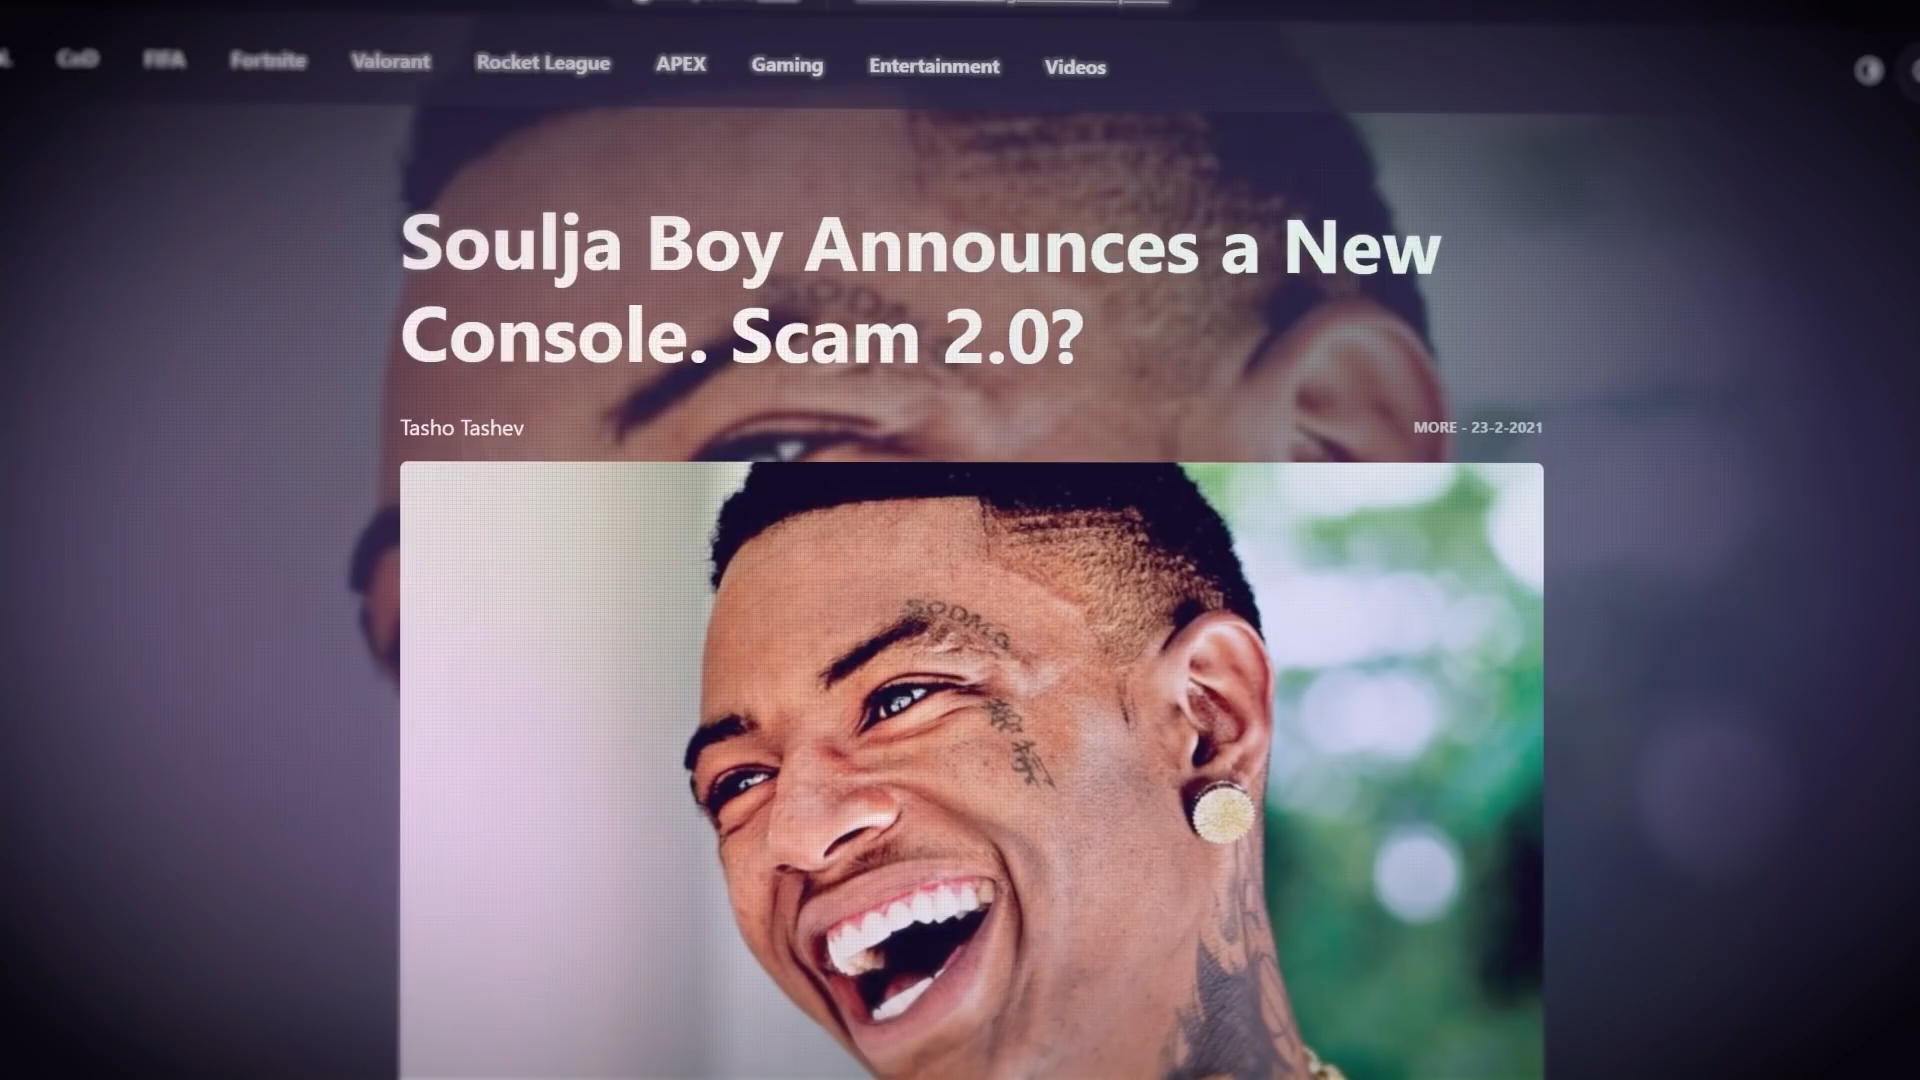 CoD FIFA Fortnite Valorant Rocket League APEX Gaming Entertainment Videos
Soulja Boy Announces a New
Console. Scam 2.0?
Tasho Tashev
MORE - 23-2-2021